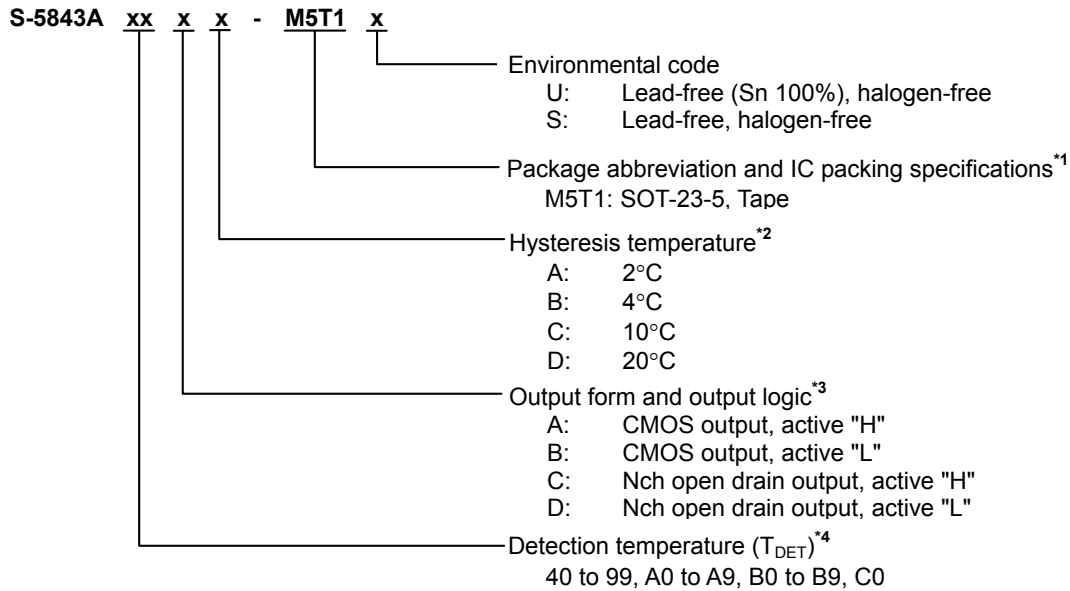 S-5843A xx x x - M5T1 x
Environmental code
U: Lead-free (Sn 100%), halogen-free
S: Lead-free, halogen-free
Package abbreviation and IC packing specifications*1
M5T1: SOT-23-5, Tape
Hysteresis temperature*2
A: 2°C
B: 4°C
C: 10°C
D: 20°C
Output form and output logic*3
A: CMOS output, active "H"
B: CMOS output, active "L"
C: Nch open drain output, active "H"
D: Nch open drain output, active "L"
Detection temperature (TDET)*4
40 to 99, A0 to A9, B0 to B9, C0